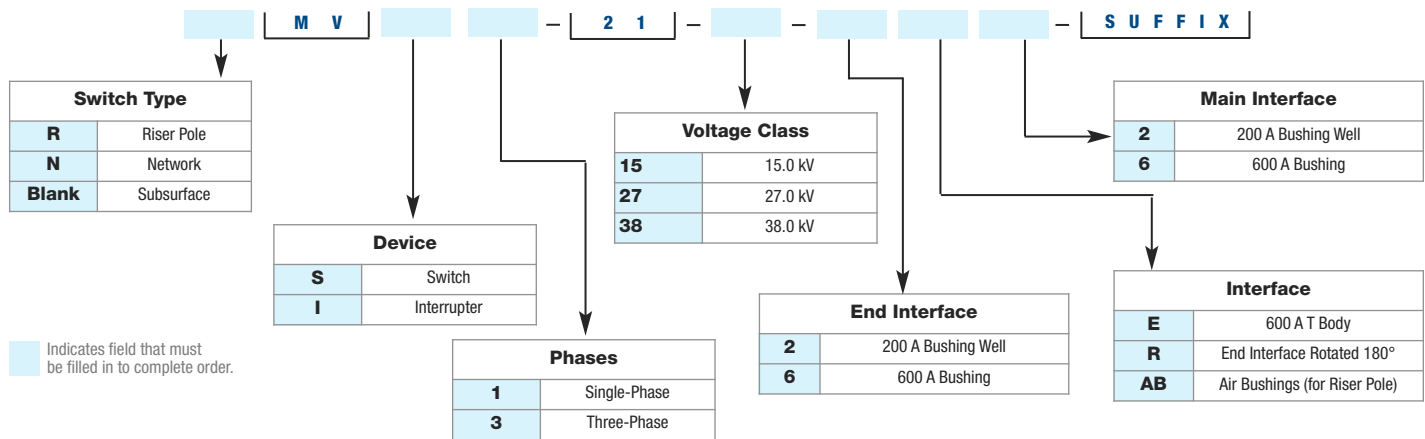 M V – 2 1 – – – S U F F I X
Switch Type
R Riser Pole
N Network
Blank Subsurface
Device
S Switch
I Interrupter
Phases
1 Single-Phase
3 Three-Phase
Voltage Class
15 15.0 kV
27 27.0 kV
38 38.0 kV
End Interface
2 200 A Bushing Well
6 600 A Bushing
Main Interface
2 200 A Bushing Well
6 600 A Bushing
Interface
E 600 A T Body
R End Interface Rotated 180°
AB Air Bushings (for Riser Pole)
Indicates field that must
be filled in to complete order.